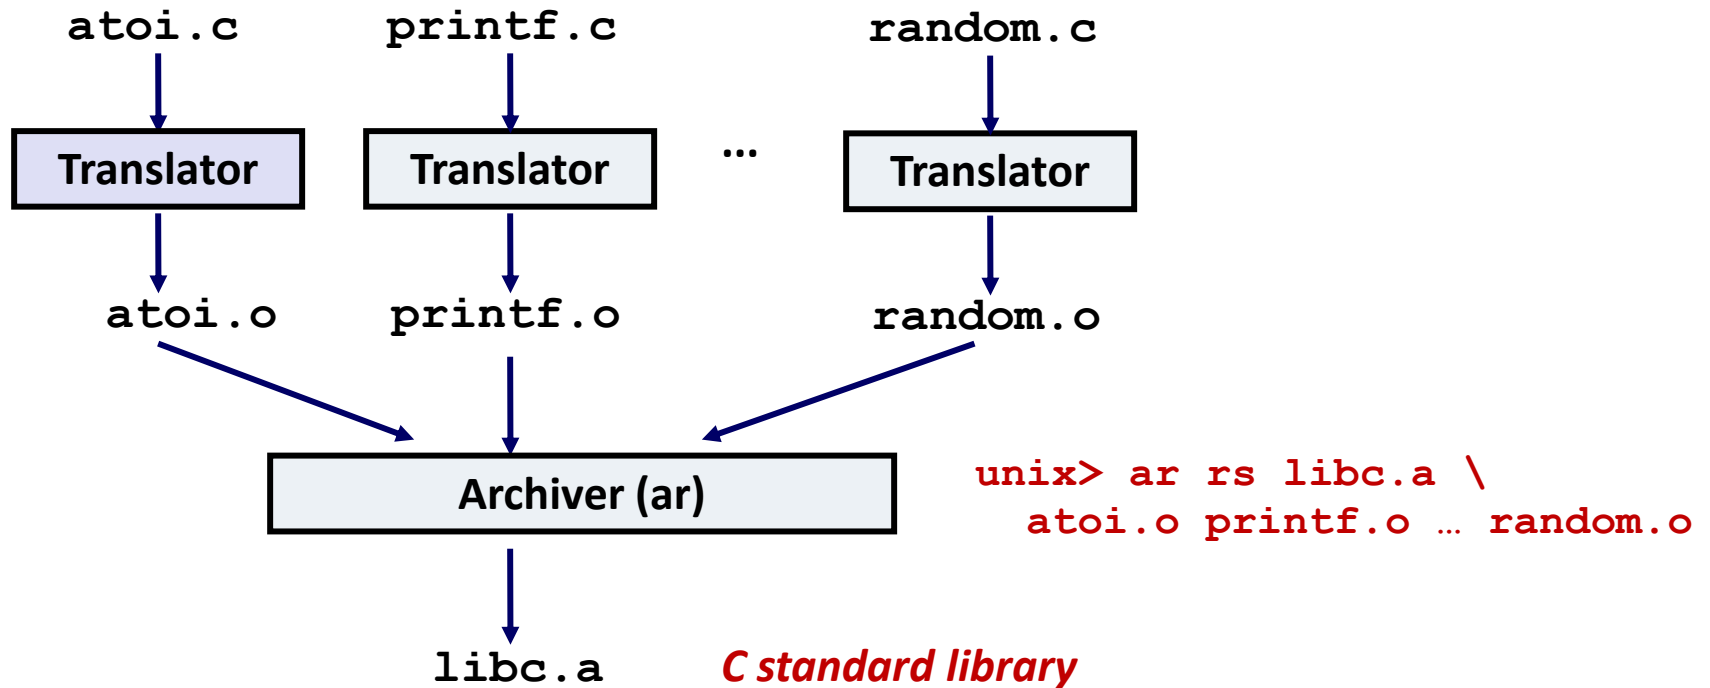 atoi.c printf.c random.c
Translator Translator … Translator
atoi.o printf.o random.o
Archiver (ar)
unix> ar rs libc.a \
atoi.o printf.o … random.o
libc.a C standard library